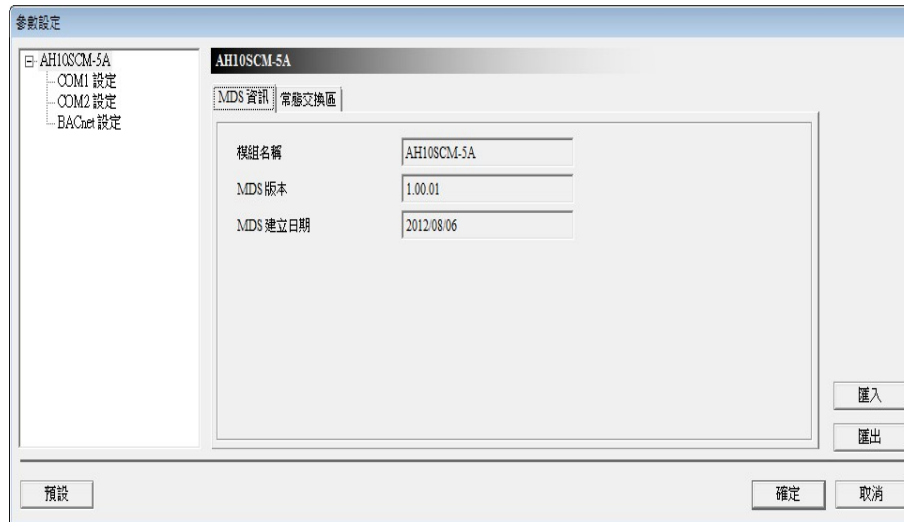 參數設定
AH10SCM-5A
COM1 設定
COM2 設定
BACnet 設定
AH10SCM-5A
MDS 資訊 常態交換區
模組名稱 AH10SCM-5A
MDS 版本 1.00.01
MDS 建立日期 2012/08/06
匯入
匯出
預設 確定 取消